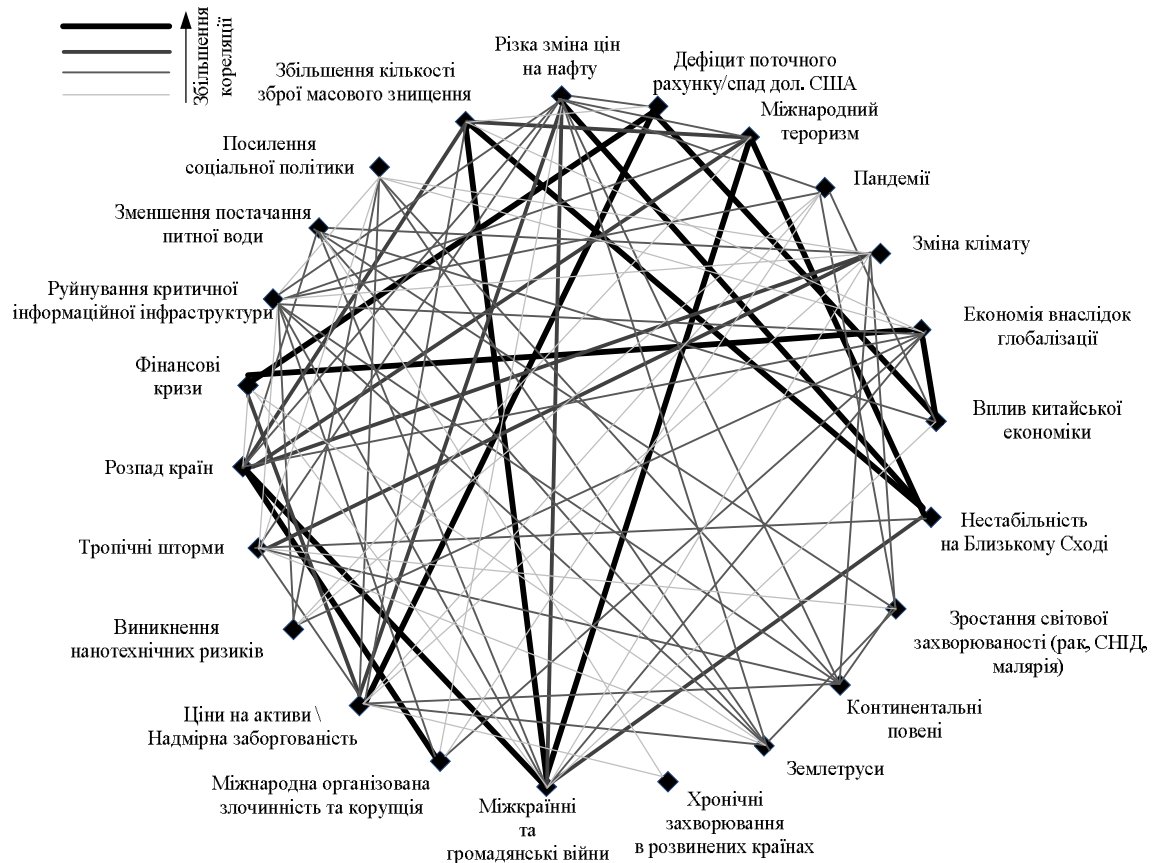 Збільшення
кореляції
Різка зміна цін
на нафту
Дефіцит поточного
рахунку/спад дол. США
Міжнародний
тероризм
Пандемії
Зміна клімату
Економія внаслідок
глобалізації
Вплив китайської
економіки
Нестабільність
на Близькому Сході
Зростання світової
захворюваності (рак, СНІД,
малярія)
Континентальні
повені
Землетруси
Хронічні
захворювання
в розвинених країнах
Міжкраїнні
та
громадянські війни
Міжнародна організована
злочинність та корупція
Ціни на активи \
Надмірна заборгованість
Виникнення
нанотехнічних ризиків
Тропічні шторми
Розпад країн
Фінансові
кризи
Руйнування критичної
інформаційної інфраструктури
Зменшення постачання
питної води
Посилення
соціальної політики
Збільшення кількості
зброї масового знищення